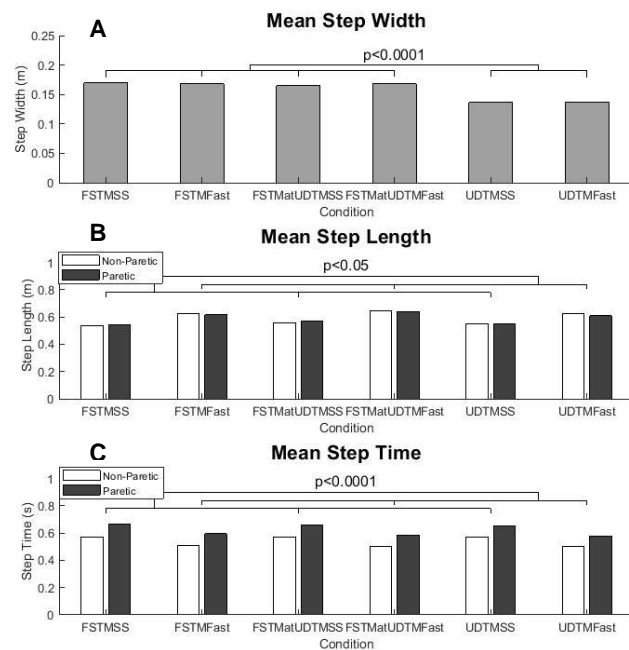 A
Mean Step Width
0.25
0.2
0.15
0.1
0.05
0
Step Width (m)
p<0.0001
FSTMSS FSTMFast FSTMatUDTMSS FSTMatUDTMFast UDTMSS UDTMFast
Condition
B
Mean Step Length
Non-Paretic
Paretic
1
0.8
0.6
0.4
0.2
0
Step Length (m)
p<0.05
FSTMSS FSTMFast FSTMatUDTMSS FSTMatUDTMFast UDTMSS UDTMFast
Condition
C
Mean Step Time
Non-Paretic
Paretic
1
0.8
0.6
0.4
0.2
0
Step Time (s)
p<0.0001
FSTMSS FSTMFast FSTMatUDTMSS FSTMatUDTMFast UDTMSS UDTMFast
Condition